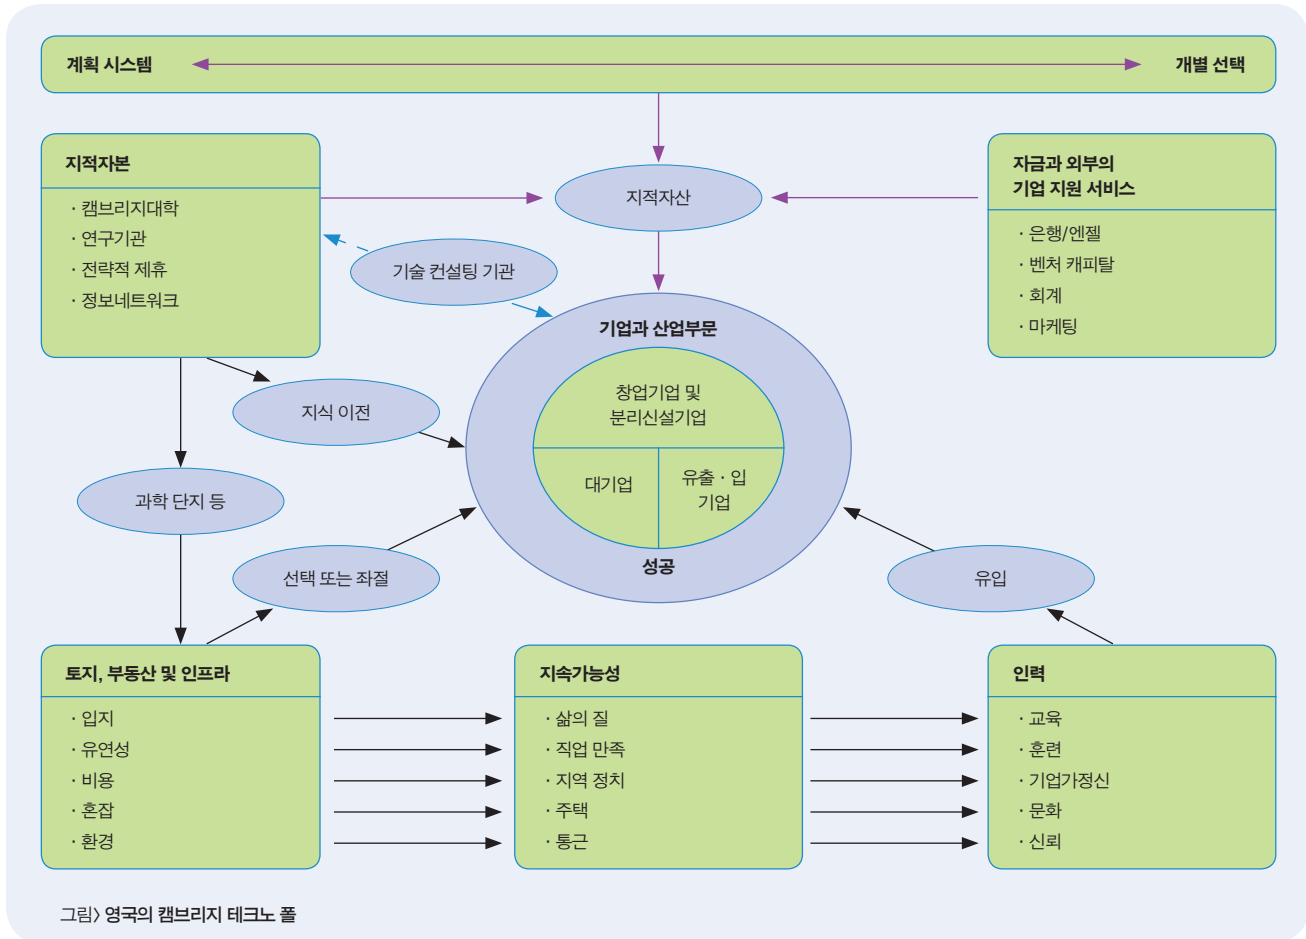 계획 시스템
개별 선택
지적자본
· 캠브리지대학
· 연구기관
· 전략적 제휴
· 정보네트워크
지적자산
자금과 외부의
기업 지원 서비스
· 은행/엔젤
· 벤처 캐피탈
· 회계
· 마케팅
기술 컨설팅 기관
기업과 산업부문
창업기업 및
분리신설기업
대기업
유출 · 입
기업
성공
지식 이전
과학 단지 등
선택 또는 좌절
유입
토지, 부동산 및 인프라
· 입지
· 유연성
· 비용
· 혼잡
· 환경
지속가능성
· 삶의 질
· 직업 만족
· 지역 정치
· 주택
· 통근
인력
· 교육
· 훈련
· 기업가정신
· 문화
· 신뢰
그림〉 영국의 캠브리지 테크노 폴